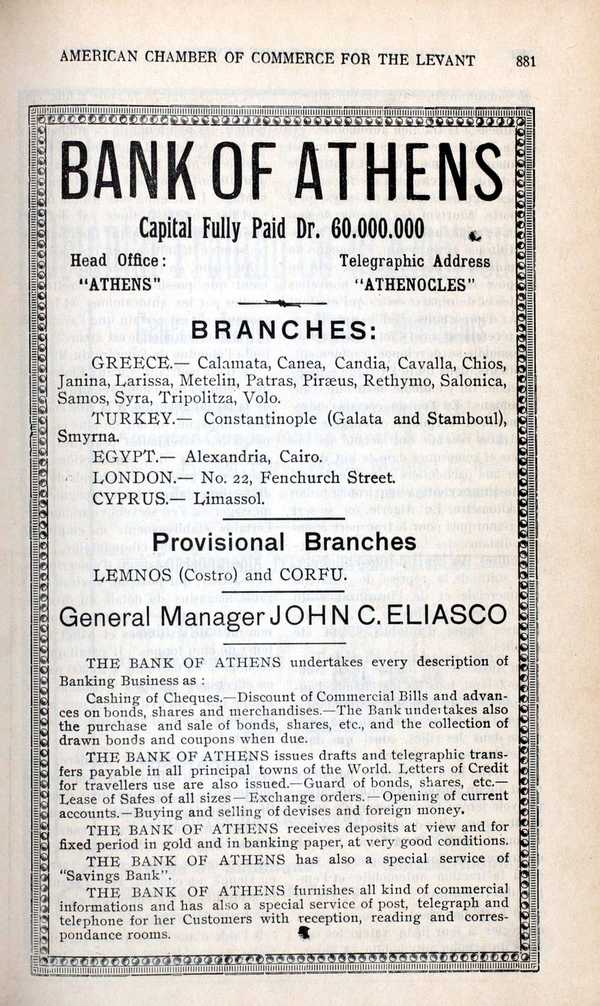 AMERICAN CHAMBER OF COMMERCE FOR THE LEVANT 881
BANK OF ATHENS
Capital Fully Paid Dr. 60.000.000
Head Office: Telegraphic Address
"ATHENS" "ATHENOCLES"
BRANCHES:
GREECE.— Calamata, Canea, Candia, Cavalla, Chios,
Janina, Larissa, Metelin, Patras, Piræus, Rethymo, Salonica,
Samos, Syra, Tripolitza, Volo.
TURKEY.— Constantinople (Galata and Stamboul),
Smyrna.
EGYPT.— Alexandria, Cairo.
LONDON.— No. 22, Fenchurch Street.
CYPRUS.— Limassol.
Provisional Branches
LEMNOS (Costro) and CORFU.
General Manager JOHN C. ELIASCO
THE BANK OF ATHENS undertakes every description of
Banking Business as :
Cashing of Cheques.—Discount of Commercial Bills and advan-
ces on bonds, shares and merchandises.—The Bank undertakes also
the purchase and sale of bonds, shares, etc., and the collection of
drawn bonds and coupons when due.
THE BANK OF ATHENS issues drafts and telegraphic trans-
fers payable in all principal towns of the World. Letters of Credit
for travellers use are also issued.—Guard of bonds, shares, etc.—
Lease of Safes of all sizes—Exchange orders.—Opening of current
accounts.—Buying and selling of devises and foreign money.
THE BANK OF ATHENS receives deposits at view and for
fixed period in gold and in banking paper, at very good conditions.
THE BANK OF ATHENS has also a special service of
"Savings Bank".
THE BANK OF ATHENS furnishes all kind of commercial
informations and has also a special service of post, telegraph and
telephone for her Customers with reception, reading and corres-
pondance rooms.